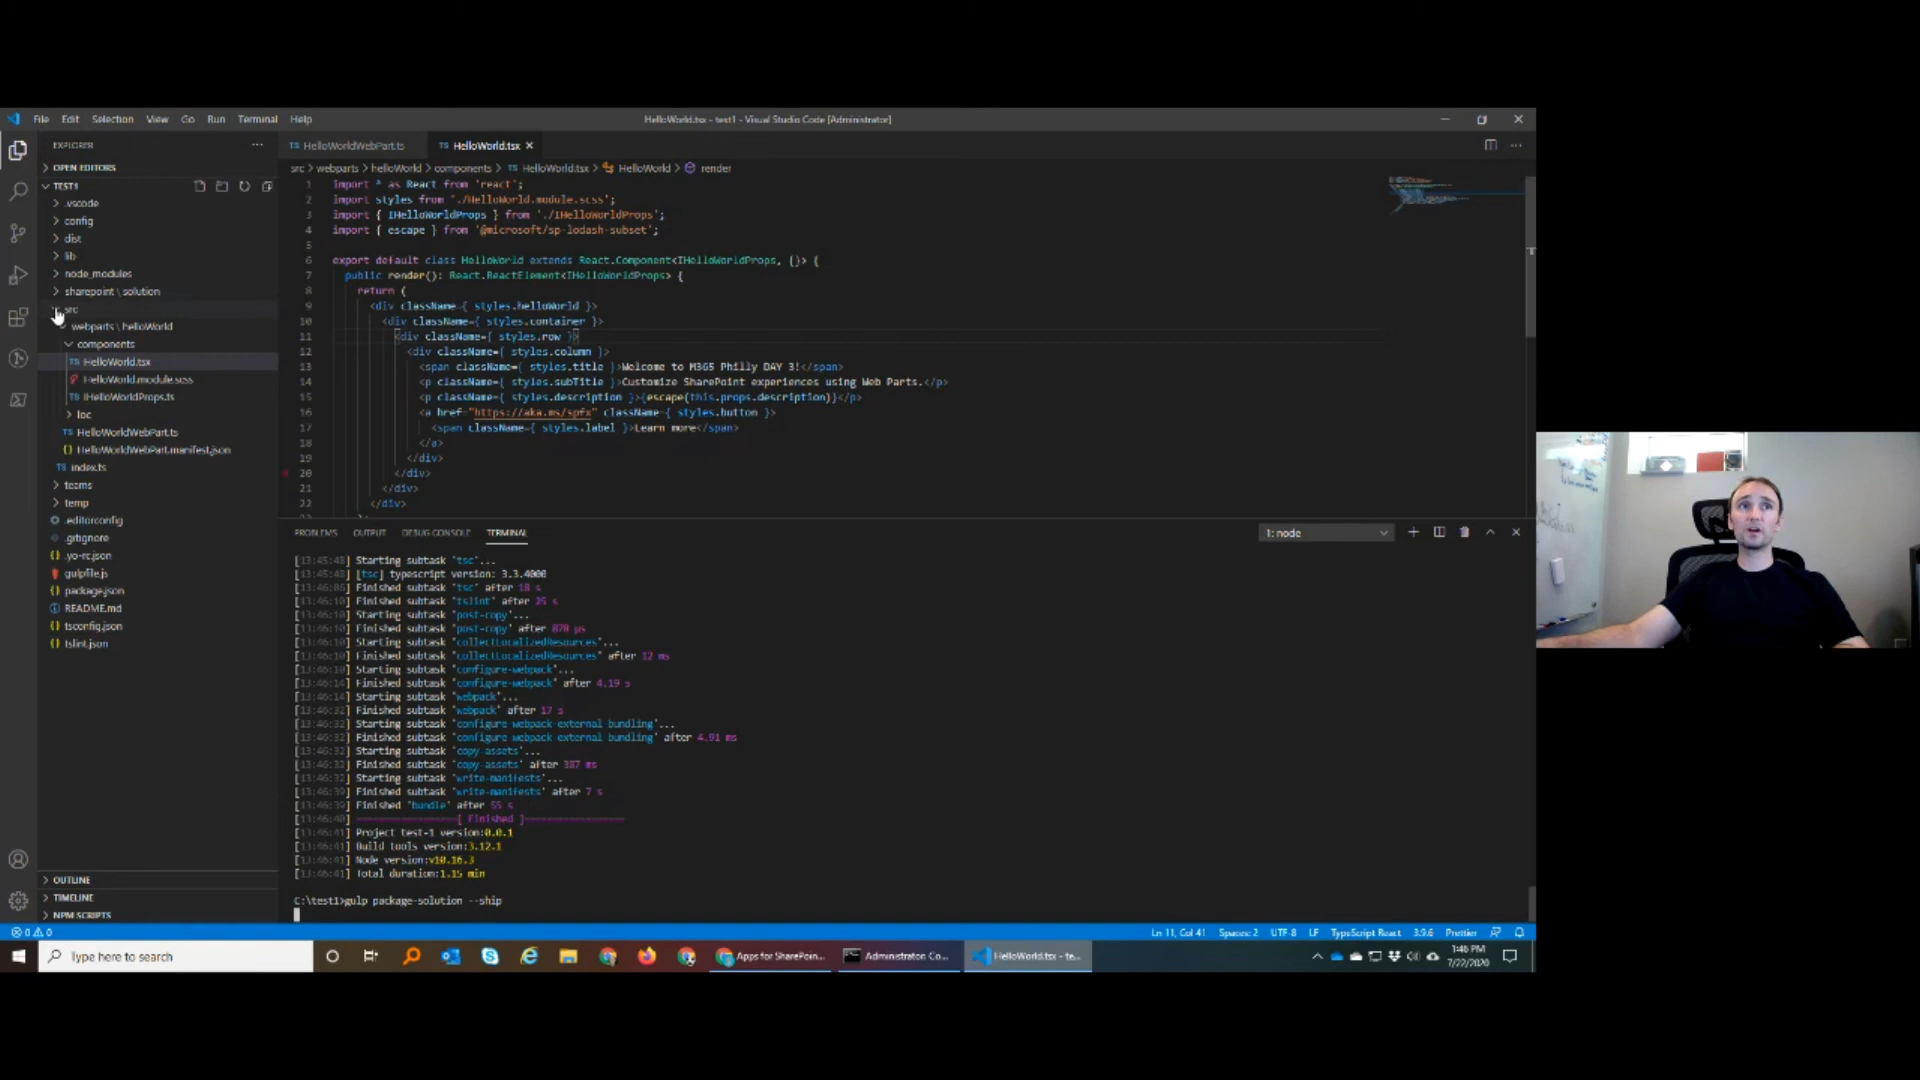 File Edit Selection View Go Run Terminal Help
HelloWorld.tsx - test1 - Visual Studio Code [Administrator]
EXPLORER
OPEN EDITORS
TEST1
.vscode
config
dist
lib
node_modules
sharepoint \ solution
src
webparts \ helloWorld
components
HelloWorld.tsx
HelloWorld.module.scss
IHelloWorldProps.ts
loc
HelloWorldWebPart.ts
HelloWorldWebPart.manifest.json
index.ts
teams
temp
.editorconfig
.gitignore
.yo-rc.json
gulpfile.js
package.json
README.md
tsconfig.json
tslint.json
OUTLINE
TIMELINE
NPM SCRIPTS
HelloWorldWebPart.ts
HelloWorld.tsx
src > webparts > helloWorld > components > HelloWorld.tsx > HelloWorld > render
1 import * as React from 'react';
2 import styles from './HelloWorld.module.scss';
3 import { IHelloWorldProps } from './IHelloWorldProps';
4 import { escape } from '@microsoft/sp-lodash-subset';
5
6 export default class HelloWorld extends React.Component<IHelloWorldProps, {}> {
7 public render(): React.ReactElement<IHelloWorldProps> {
8 return (
9 <div className={ styles.helloWorld }>
10 <div className={ styles.container }>
11 <div className={ styles.row }>
12 <div className={ styles.column }>
13 <span className={ styles.title }>Welcome to M365 Philly DAY 3!</span>
14 <p className={ styles.subTitle }>Customize SharePoint experiences using Web Parts.</p>
15 <p className={ styles.description }>{escape(this.props.description)}</p>
16 <a href="https://aka.ms/spfx" className={ styles.button }>
17 <span className={ styles.label }>Learn more</span>
18 </a>
19 </div>
20 </div>
21 </div>
22 </div>
PROBLEMS OUTPUT DEBUG CONSOLE TERMINAL
1: node
[13:45:48] Starting subtask 'tsc'...
[13:45:48] [tsc] typescript version: 3.3.4000
[13:46:06] Finished subtask 'tsc' after 18 s
[13:46:10] Finished subtask 'tslint' after 25 s
[13:46:10] Starting subtask 'post-copy'...
[13:46:10] Finished subtask 'post-copy' after 870 μs
[13:46:10] Starting subtask 'collectLocalizedResources'...
[13:46:10] Finished subtask 'collectLocalizedResources' after 12 ms
[13:46:10] Starting subtask 'configure-webpack'...
[13:46:14] Finished subtask 'configure-webpack' after 4.19 s
[13:46:14] Starting subtask 'webpack'...
[13:46:32] Finished subtask 'webpack' after 17 s
[13:46:32] Starting subtask 'configure-webpack-external-bundling'...
[13:46:32] Finished subtask 'configure-webpack-external-bundling' after 4.91 ms
[13:46:32] Starting subtask 'copy-assets'...
[13:46:32] Finished subtask 'copy-assets' after 387 ms
[13:46:32] Starting subtask 'write-manifests'...
[13:46:39] Finished subtask 'write-manifests' after 7 s
[13:46:39] Finished 'bundle' after 55 s
[13:46:40] ==================[ Finished ]==================
[13:46:41] Project test-1 version:0.0.1
[13:46:41] Build tools version:3.12.1
[13:46:41] Node version:v10.16.3
[13:46:41] Total duration:1.15 min
C:\test1>gulp package-solution --ship
0 0
Ln 11, Col 41 Spaces: 2 UTF-8 LF TypeScript React 3.9.6 Prettier
Type here to search
Apps for SharePoin...
Administrator: Co...
HelloWorld.tsx - te...
1:46 PM
7/22/2020